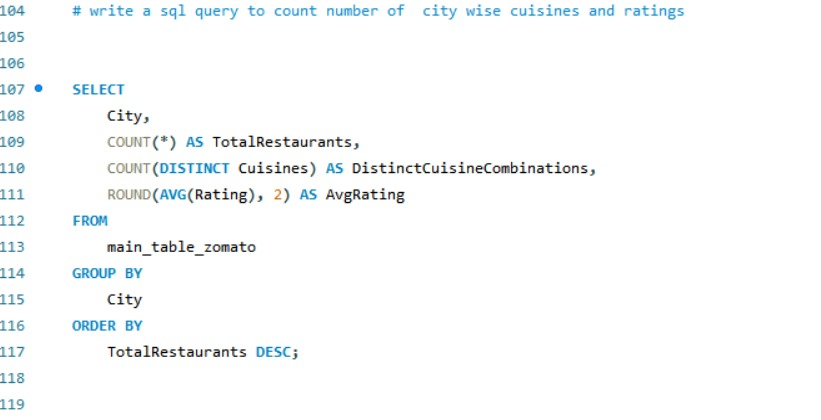 104 # write a sql query to count number of  city wise cuisines and ratings
105
106
107 SELECT
108     City,
109     COUNT(*) AS TotalRestaurants,
110     COUNT(DISTINCT Cuisines) AS DistinctCuisineCombinations,
111     ROUND(AVG(Rating), 2) AS AvgRating
112 FROM
113     main_table_zomato
114 GROUP BY
115     City
116 ORDER BY
117     TotalRestaurants DESC;
118
119